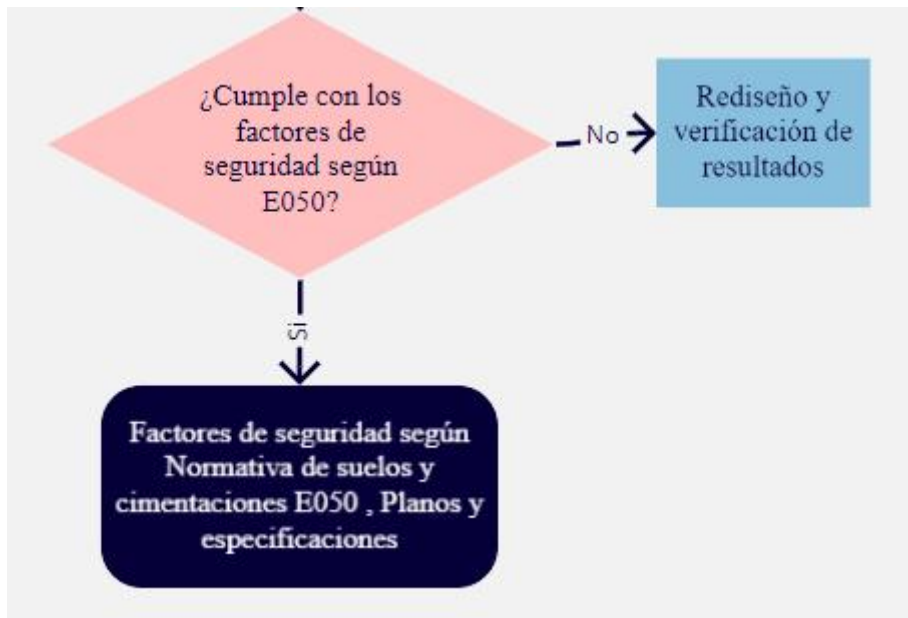 ¿Cumple con los
factores de
seguridad según
E050?
No
Rediseño y
verificación de
resultados
Si
Factores de seguridad según
Normativa de suelos y
cimentaciones E050 , Planos y
especificaciones